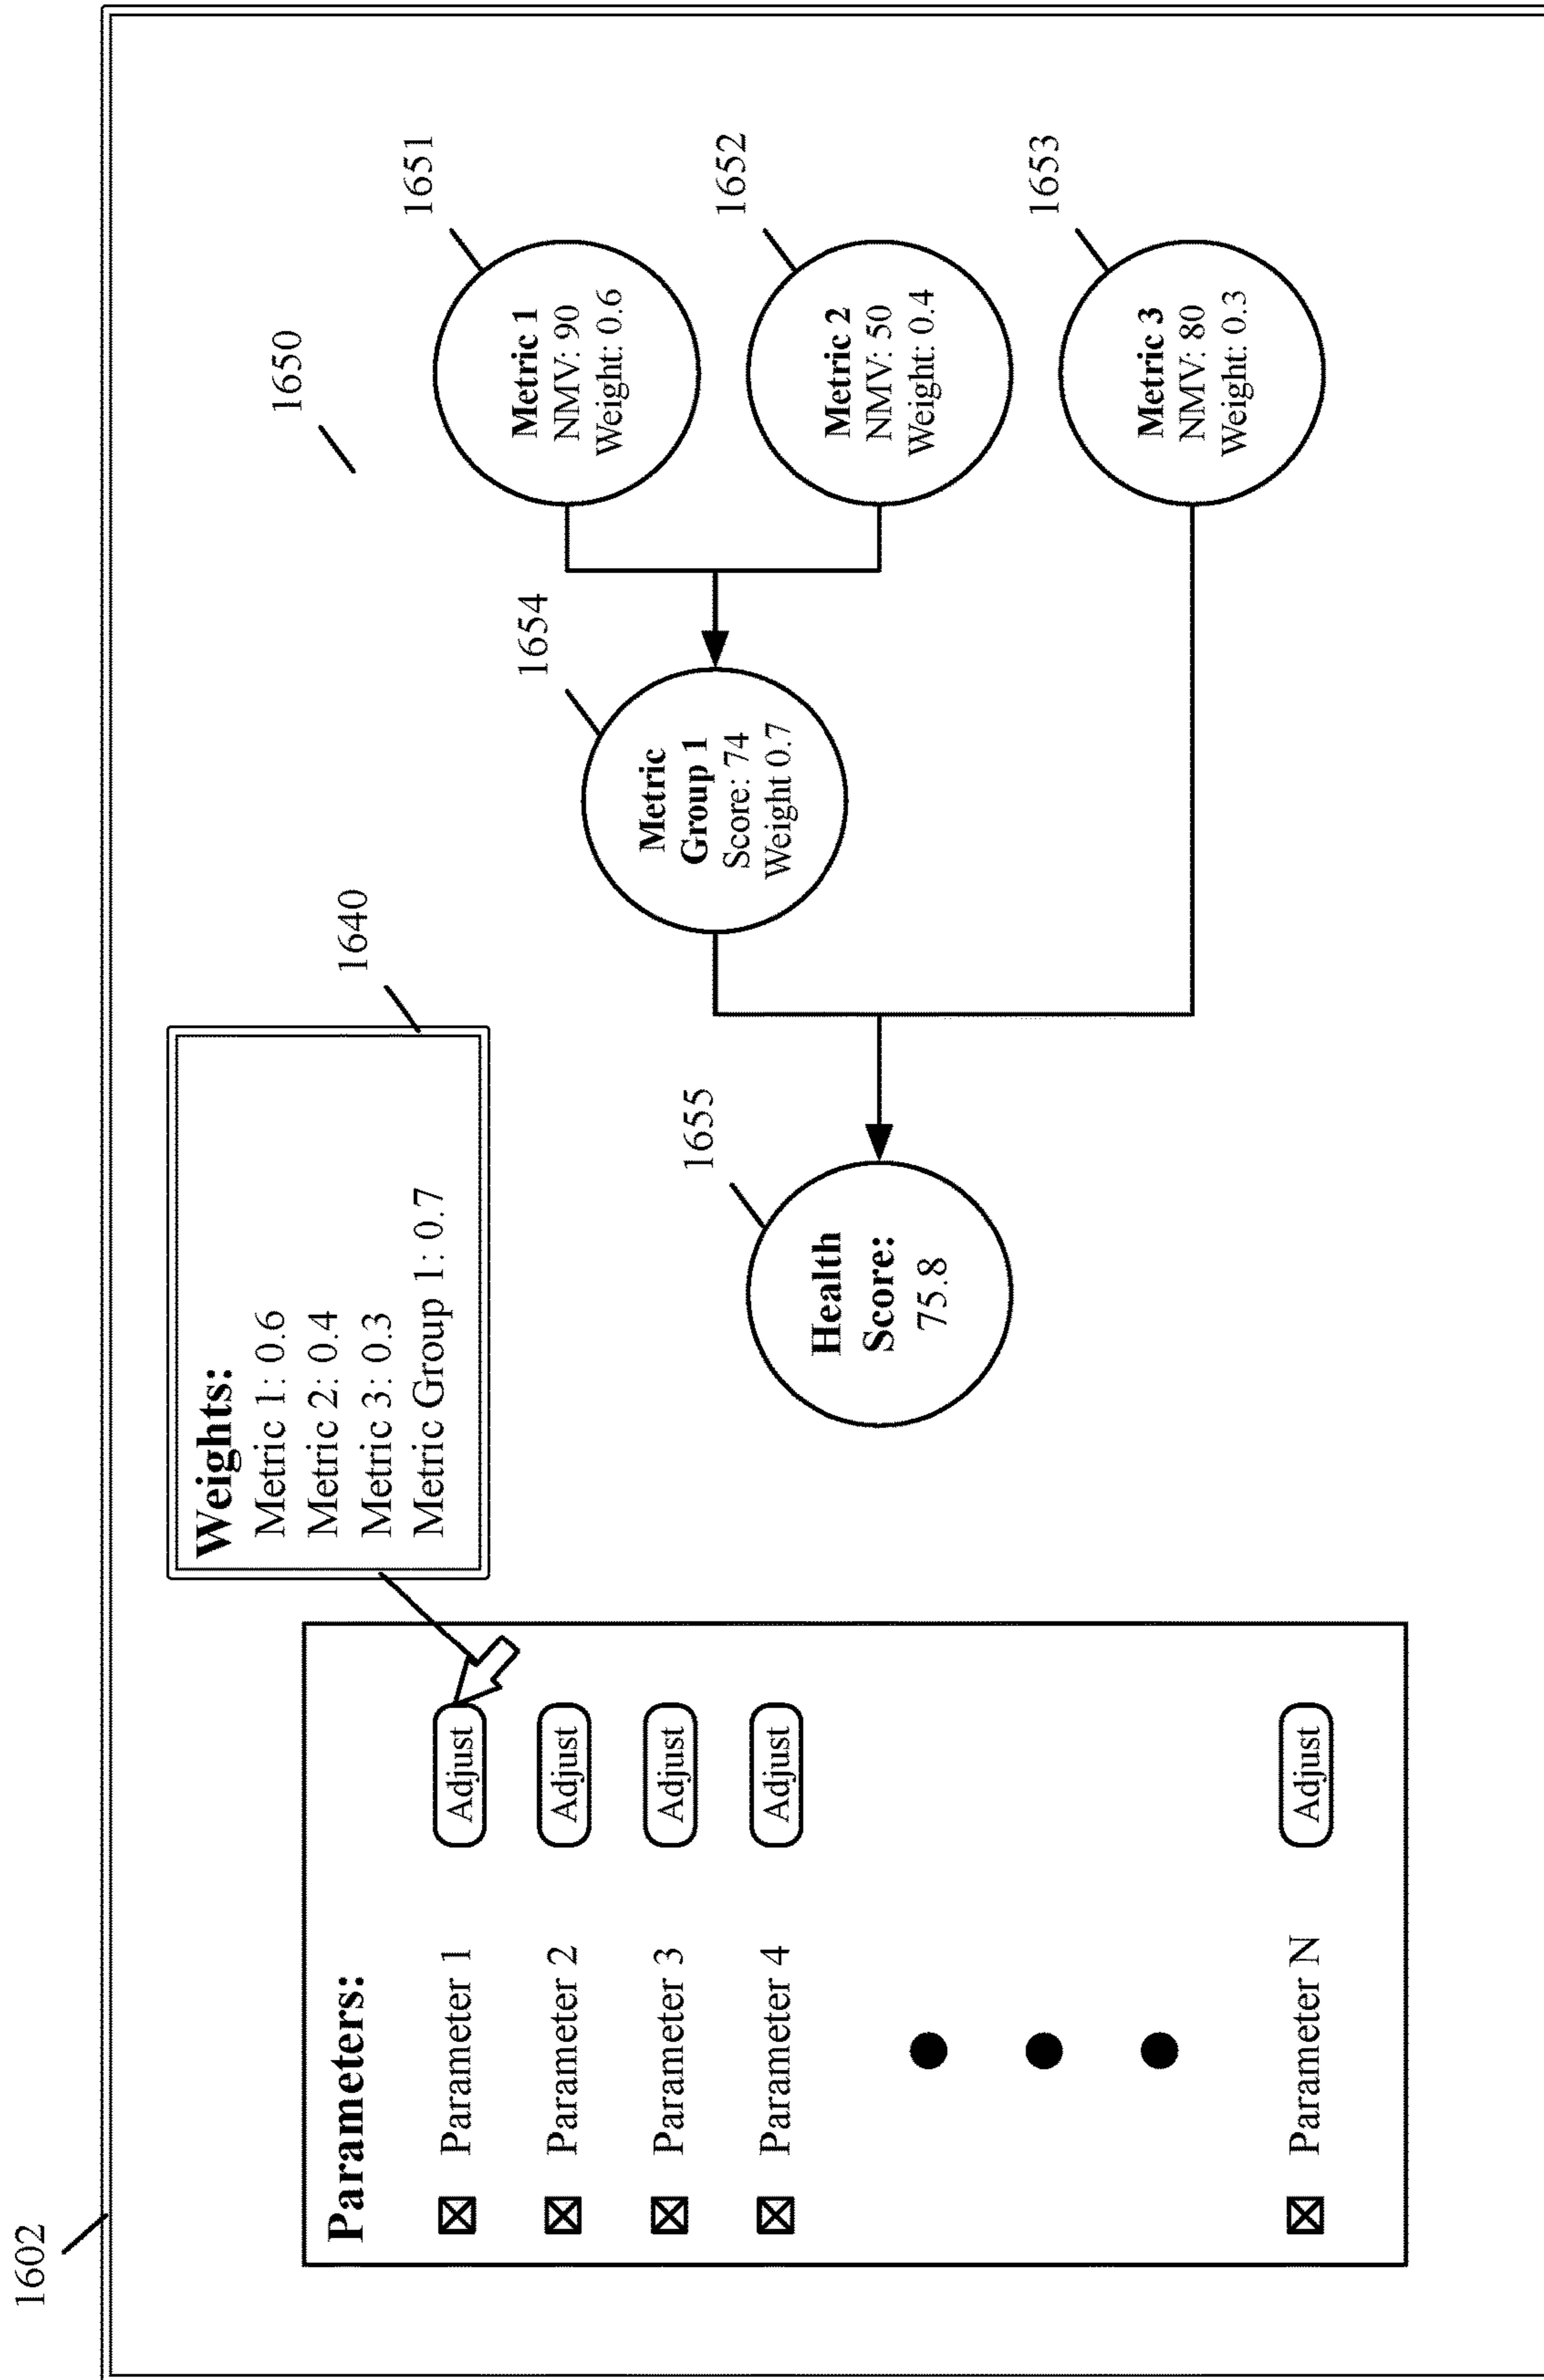 1602
Parameters:
Parameter 1
Adjust
Parameter 2
Adjust
Parameter 3
Adjust
Parameter 4
Adjust
Parameter N
Adjust
Weights:
Metric 1: 0.6
Metric 2: 0.4
Metric 3: 0.3
Metric Group 1: 0.7
1640
1650
1655
Health
Score:
75.8
1654
Metric
Group 1
Score: 74
Weight 0.7
1651
Metric 1
NMV: 90
Weight: 0.6
1652
Metric 2
NMV: 50
Weight: 0.4
1653
Metric 3
NMV: 80
Weight: 0.3